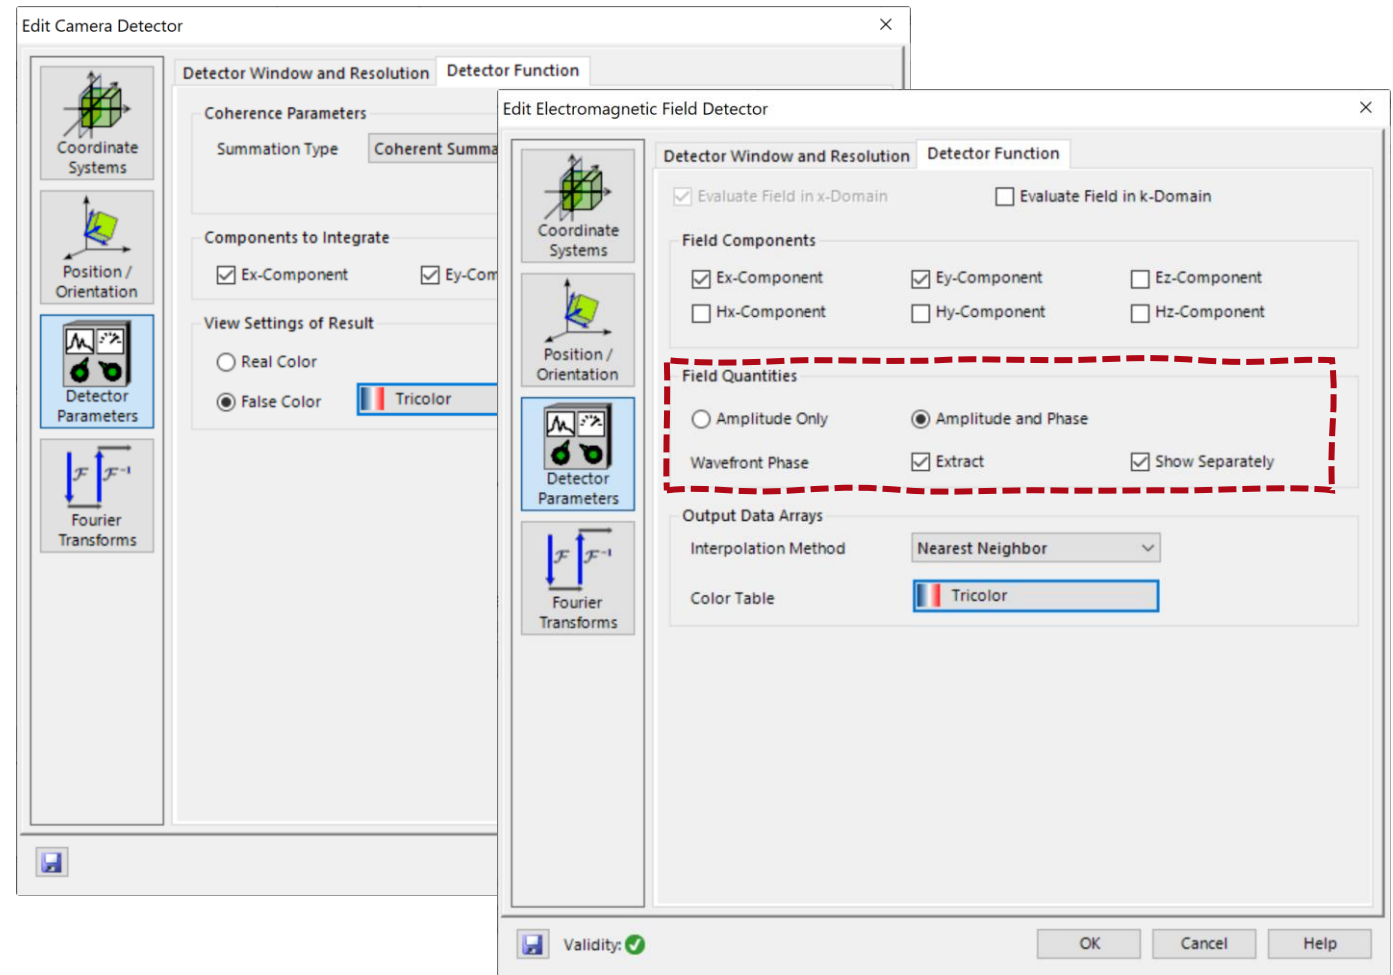 Edit Camera Detector
Coordinate
Systems
Position /
Orientation
Detector
Parameters
Fourier
Transforms
Detector Window and Resolution Detector Function
Coherence Parameters
Summation Type Coherent Summa
Components to Integrate
Ex-Component Ey-Com
View Settings of Result
Real Color
False Color Tricolor
Edit Electromagnetic Field Detector
Coordinate
Systems
Position /
Orientation
Detector
Parameters
Fourier
Transforms
Detector Window and Resolution Detector Function
Evaluate Field in x-Domain Evaluate Field in k-Domain
Field Components
Ex-Component Ey-Component Ez-Component
Hx-Component Hy-Component Hz-Component
Field Quantities
Amplitude Only Amplitude and Phase
Wavefront Phase Extract Show Separately
Output Data Arrays
Interpolation Method Nearest Neighbor
Color Table Tricolor
Validity: OK Cancel Help